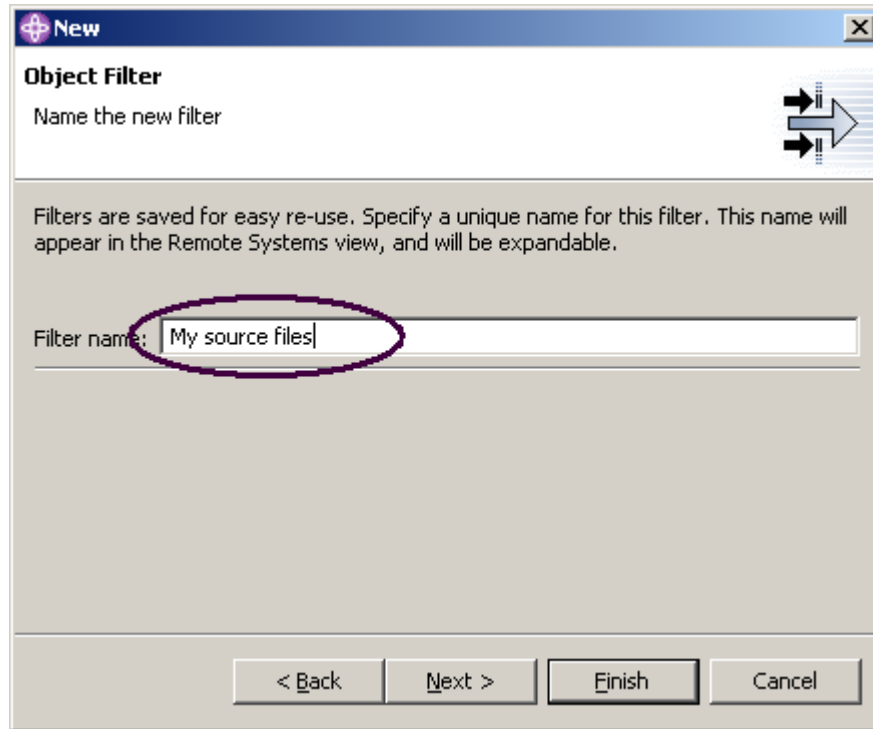 New
Object Filter
Name the new filter
Filters are saved for easy re-use. Specify a unique name for this filter. This name will
appear in the Remote Systems view, and will be expandable.
Filter name: My source files
< Back Next > Finish Cancel